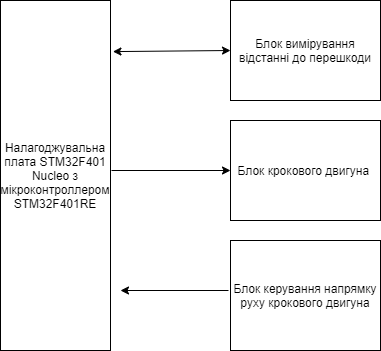 Блок вимірування
відстанні до перешкоди
Налагоджувальна
плата STM32F401
Nucleo з
мікроконтроллером
STM32F401RE
Блок крокового двигуна
Блок керування напрямку
руху крокового двигуна